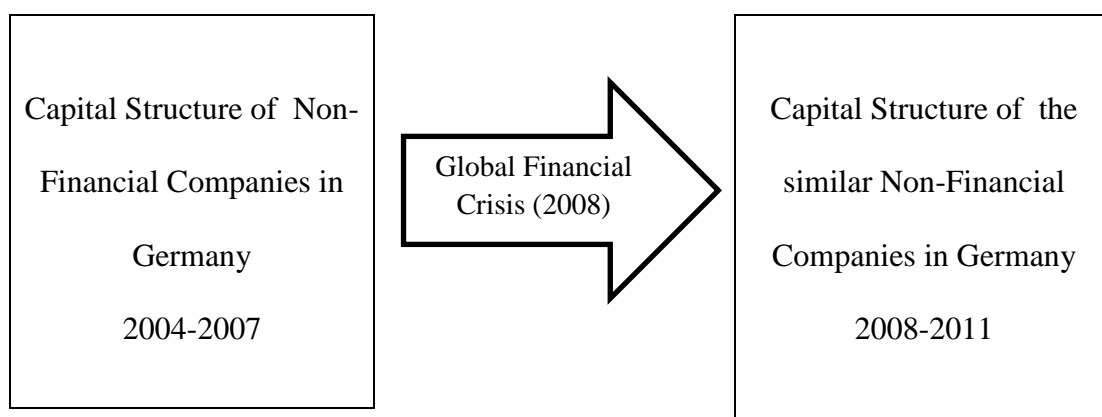 Capital Structure of Non-
Financial Companies in
Germany
2004-2007
Global Financial
Crisis (2008)
Capital Structure of the
similar Non-Financial
Companies in Germany
2008-2011